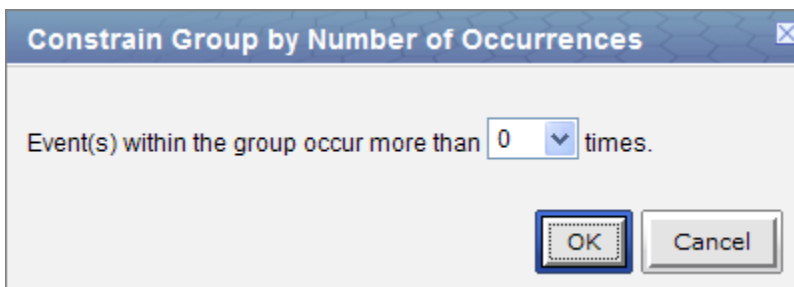 Constrain Group by Number of Occurrences
Event(s) within the group occur more than 0 times.
OK Cancel